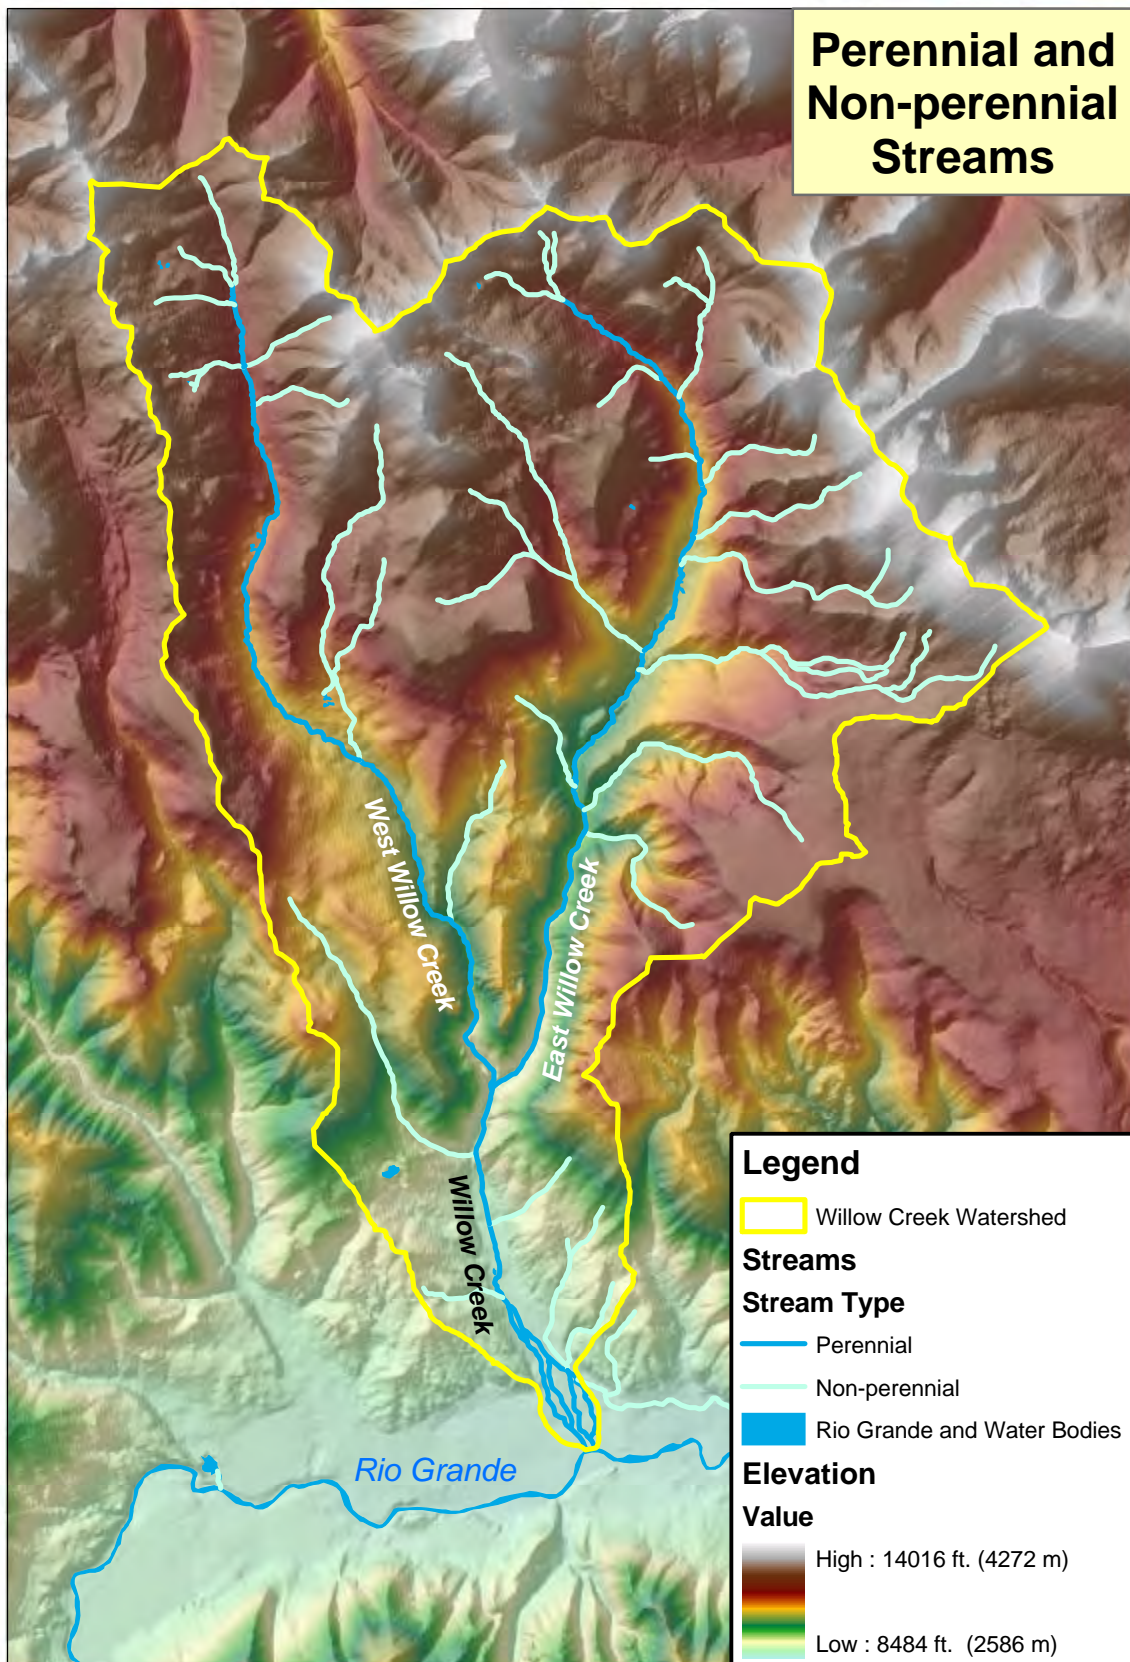 Perennial and
Non-perennial
Streams
West Willow Creek
East Willow Creek
Willow Creek
Rio Grande
Legend
Willow Creek Watershed
Streams
Stream Type
Perennial
Non-perennial
Rio Grande and Water Bodies
Elevation
Value
High : 14016 ft. (4272 m)
Low : 8484 ft. (2586 m)